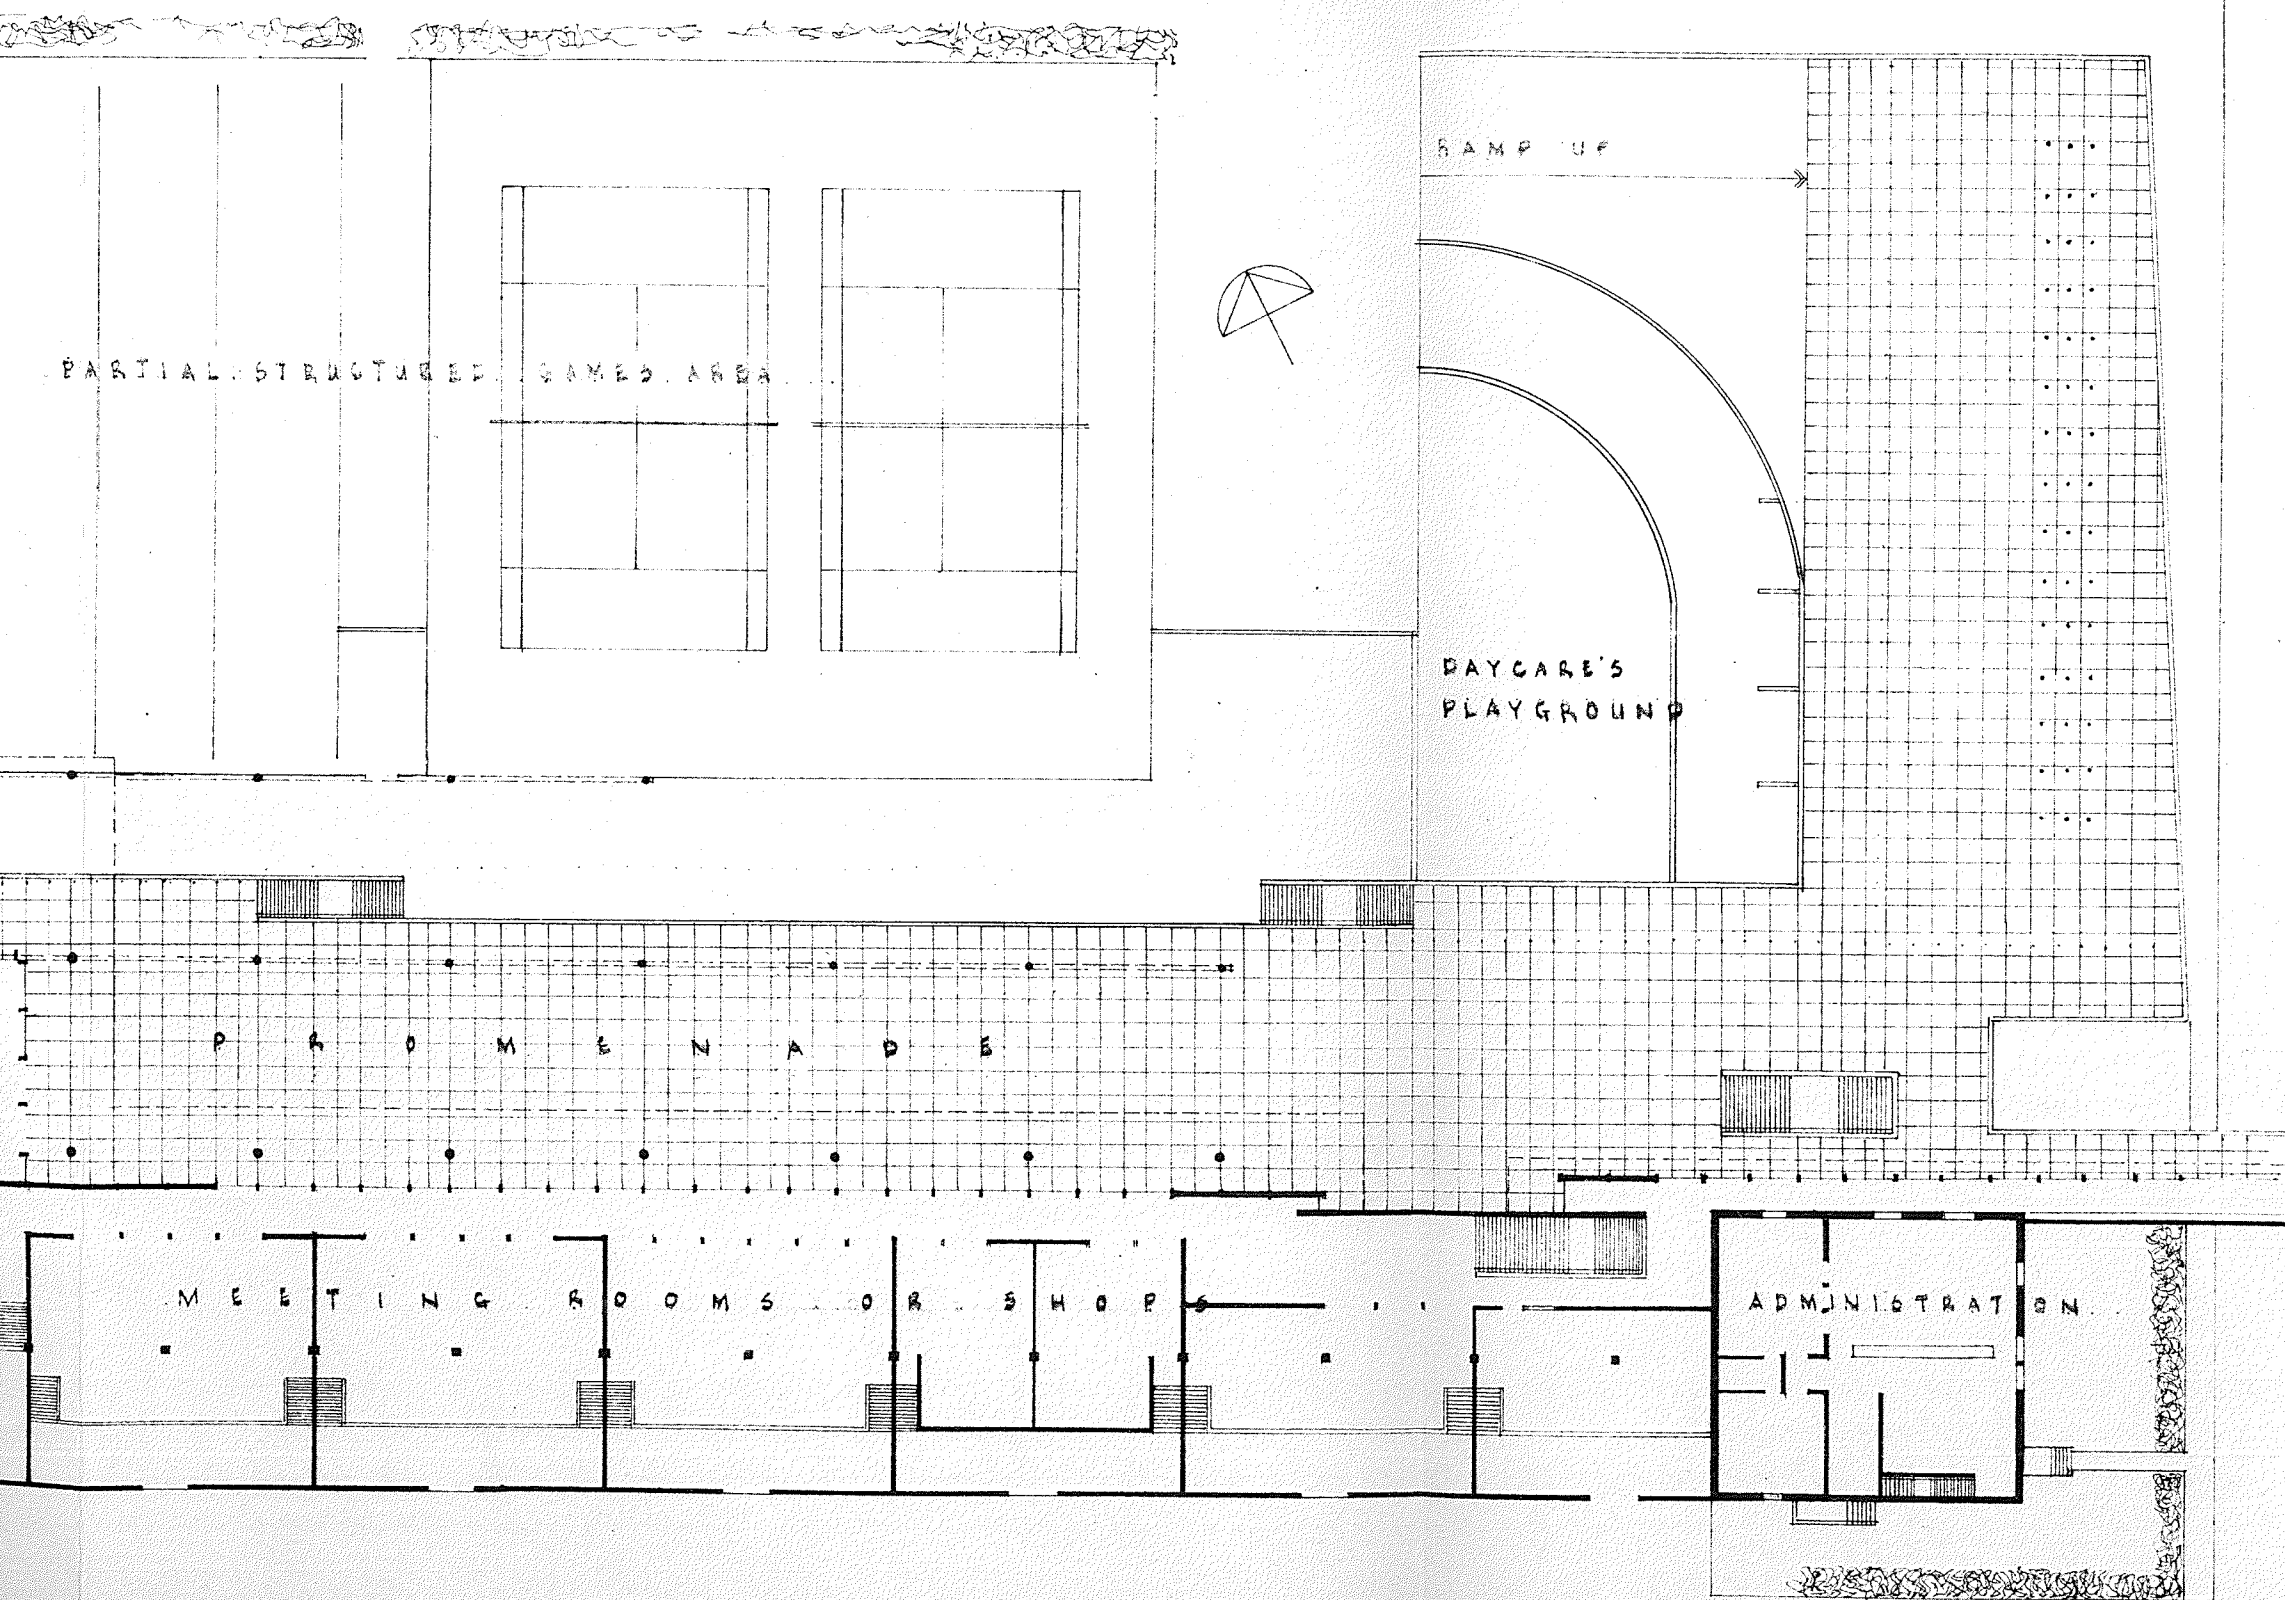 RAMP UP
PARTIAL STRUCTURED GAMES AREA
DAYCARE'S
PLAYGROUND
PROMENADE
MEETING ROOMS OR SHOPS
ADMINISTRATION